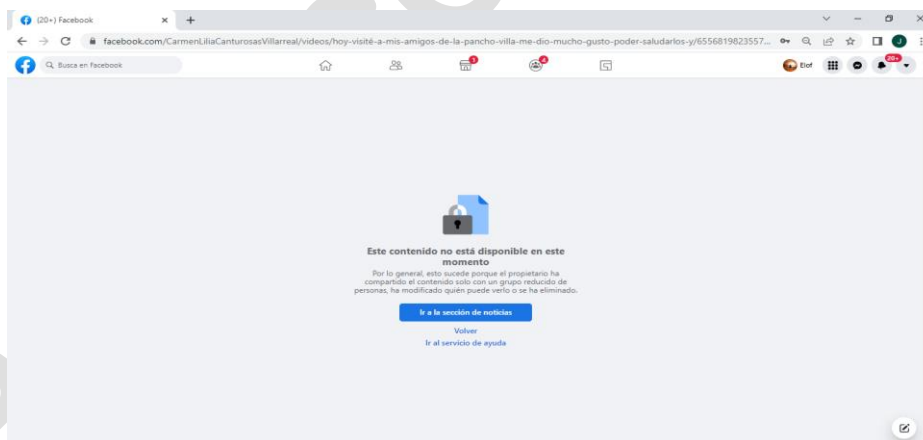 (20+) Facebook
facebook.com/CarmenLiliaCanturosasVillarreal/videos/hoy-visité-a-mis-amigos-de-la-pancho-villa-me-dio-mucho-gusto-poder-saludarlos-y/6556819823557...
J
Busca en Facebook
1
4
Elof
20+
Este contenido no está disponible en este
momento
Por lo general, esto sucede porque el propietario ha
compartido el contenido solo con un grupo reducido de
personas, ha modificado quién puede verlo o se ha eliminado.
Ir a la sección de noticias
Volver
Ir al servicio de ayuda